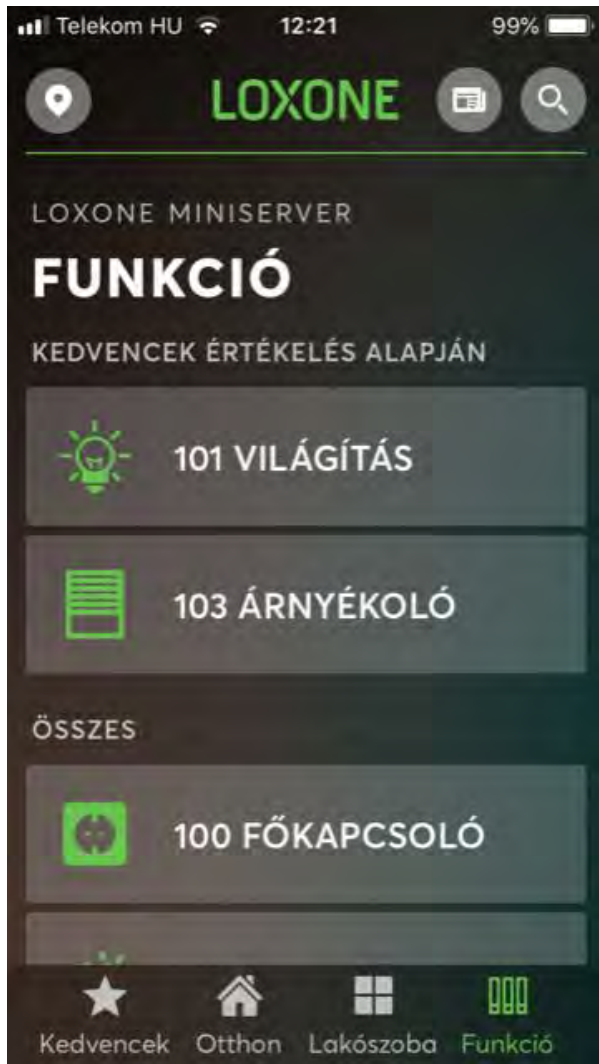 Telekom HU 12:21 99%
LOXONE
LOXONE MINISERVER
FUNKCIÓ
KEDVENCEK ÉRTÉKELÉS ALAPJÁN
101 VILÁGÍTÁS
103 ÁRNYÉKOLÓ
ÖSSZES
100 FŐKAPCSOLÓ
Kedvencek Otthon Lakószoba Funkció